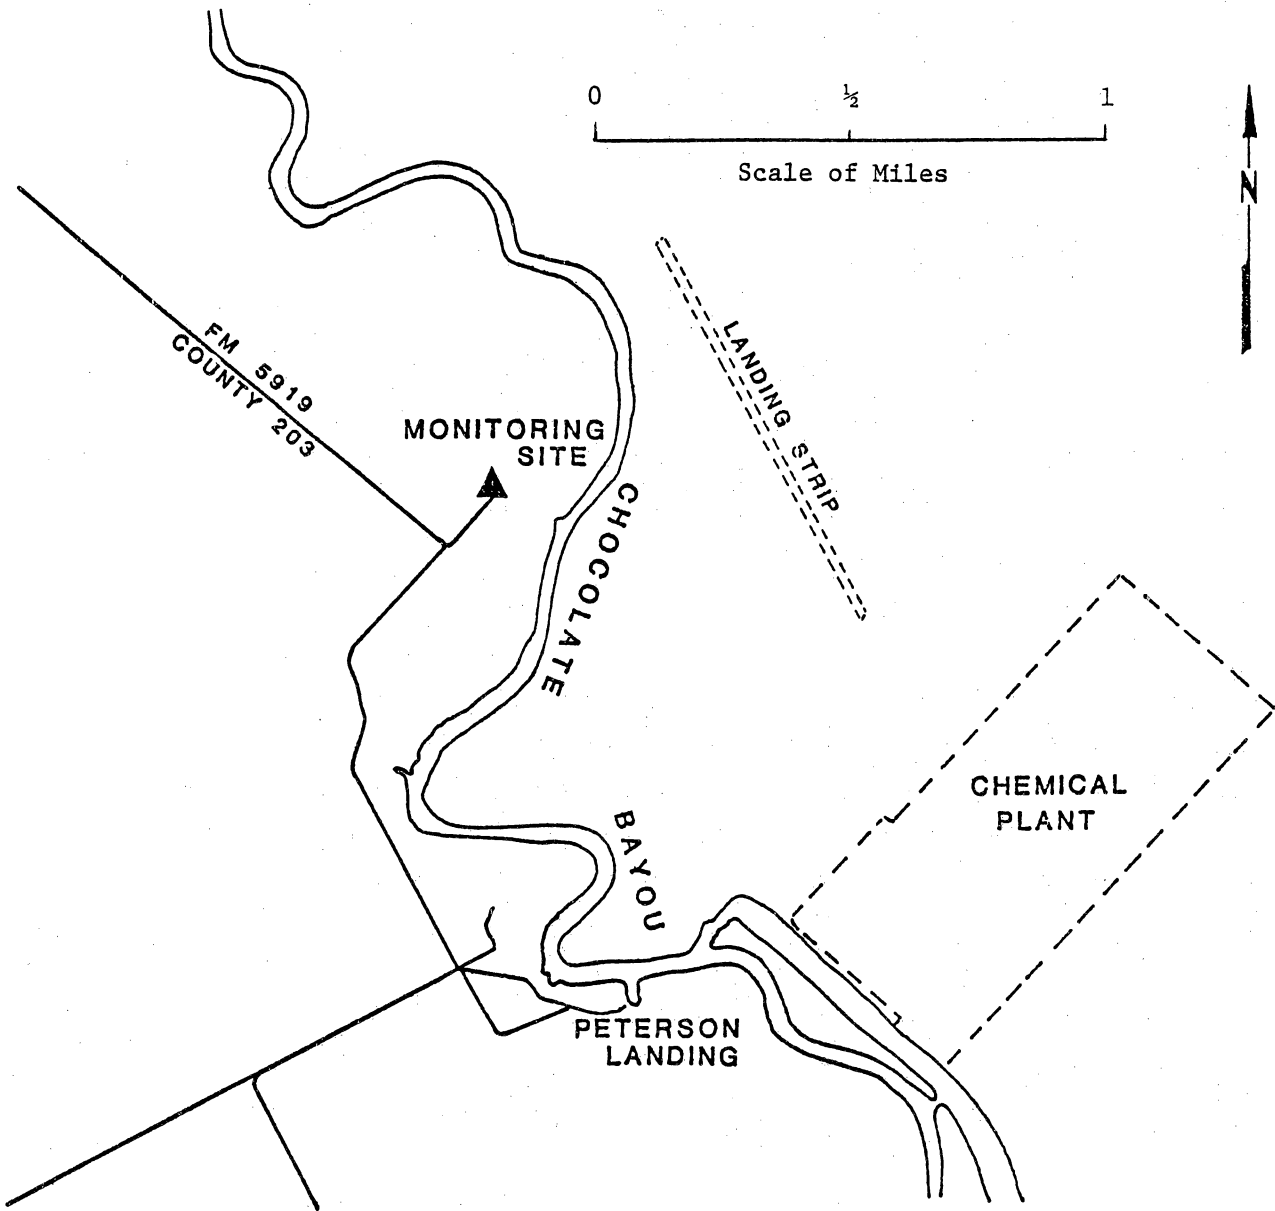 0 ½ 1
Scale of Miles
N
FM 5919
COUNTY 203
LANDING STRIP
MONITORING
SITE
CHOCOLATE
BAYOU
CHEMICAL
PLANT
PETERSON
LANDING